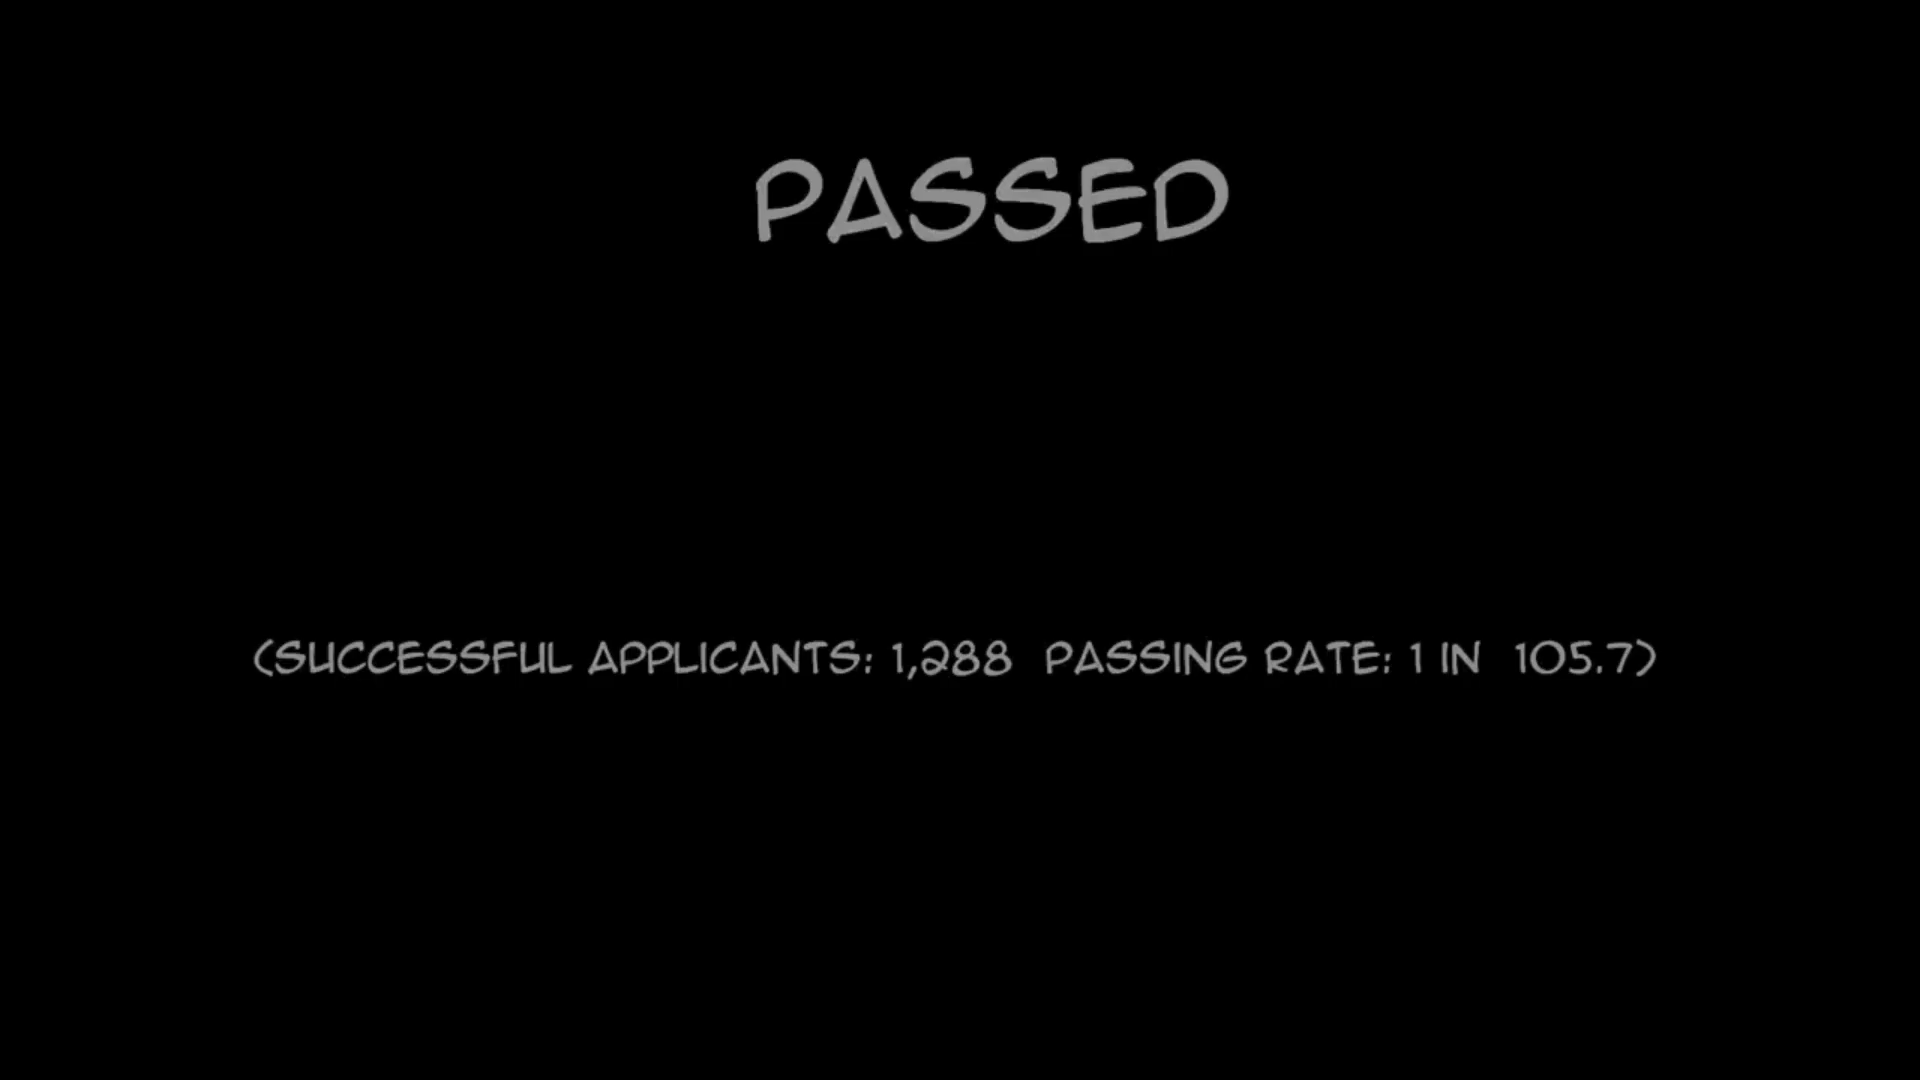 PASSED
(SUCCESSFUL APPLICANTS: 1,288 PASSING RATE: 1 IN 105.7)